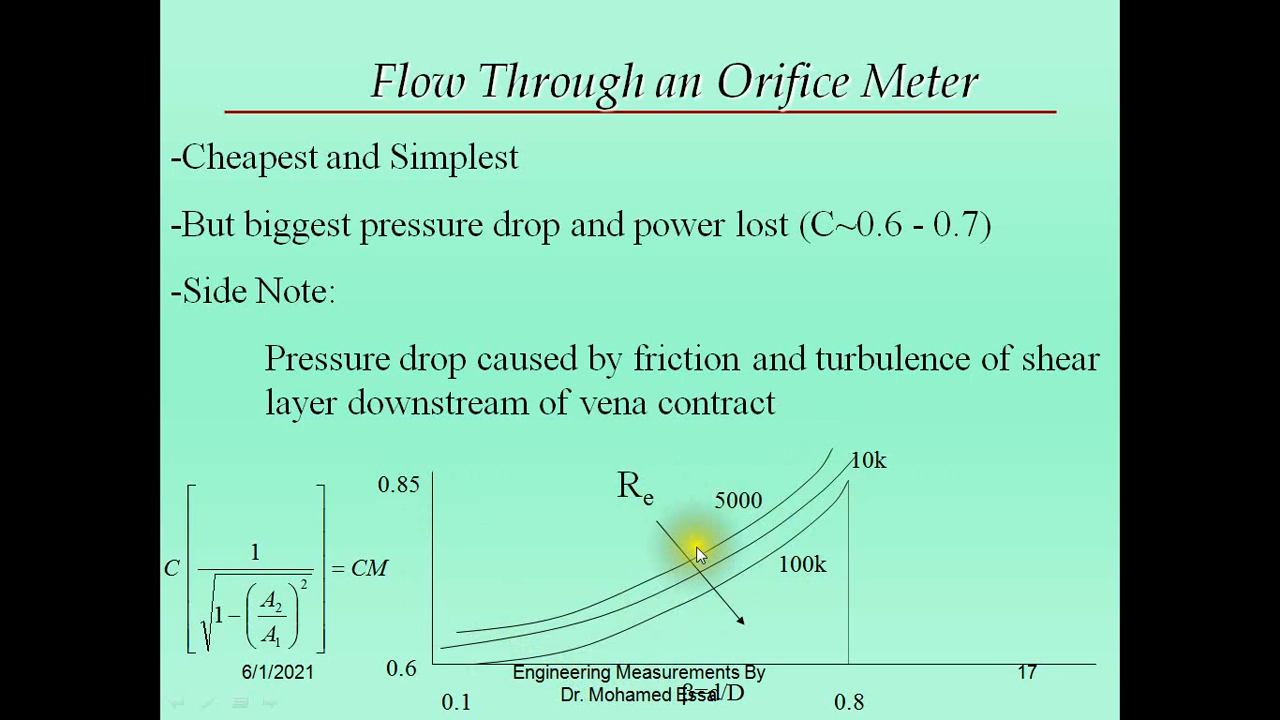 Flow Through an Orifice Meter
-Cheapest and Simplest
-But biggest pressure drop and power lost (C~0.6 - 0.7)
-Side Note:
Pressure drop caused by friction and turbulence of shear
layer downstream of vena contract
0.85
Re
5000
10k
100k
C [ 1 / √(1 − (A₂/A₁)²) ] = CM
0.6
0.1
β=d/D
0.8
6/1/2021
Engineering Measurements By
Dr. Mohamed Essa
17